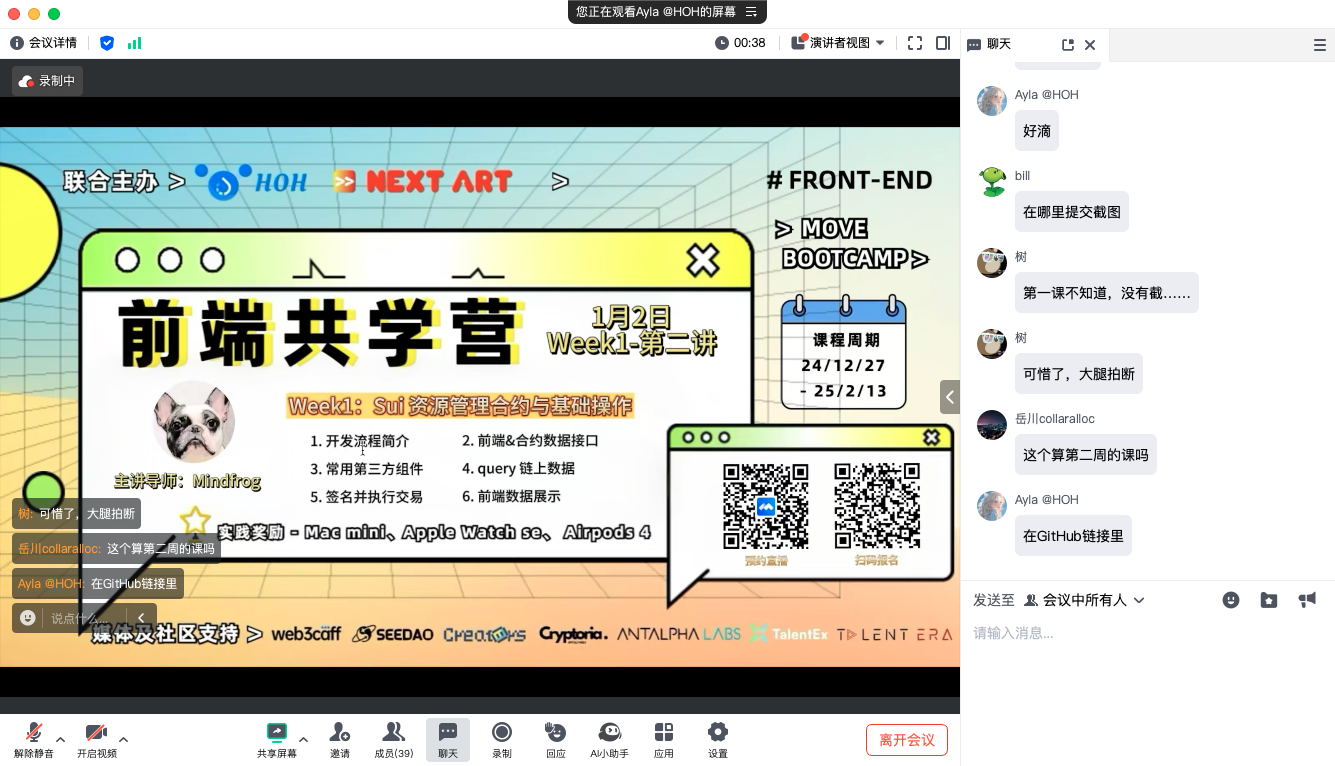 您正在观看Ayla @HOH的屏幕
会议详情
00:38
演讲者视图
聊天
录制中
联合主办 > HOH NEXT ART >
# FRONT-END
> MOVE
BOOTCAMP >
前端共学营
1月2日
Week1-第二讲
课程周期
24/12/27
- 25/2/13
Week1：Sui 资源管理合约与基础操作
1. 开发流程简介
2. 前端&合约数据接口
3. 常用第三方组件
4. query 链上数据
5. 签名并执行交易
6. 前端数据展示
主讲导师：Mindfrog
实践奖励 - Mac mini、Apple Watch se、Airpods 4
预约直播
扫码报名
树: 可惜了，大腿拍断
岳川collaralloc: 这个算第二周的课吗
Ayla @HOH: 在GitHub链接里
说点什么...
媒体及社区支持 > web3caff SEEDAO Creators Cryptoria. ANTALPHA LABS TalentEx TALENT ERA
Ayla @HOH
好滴
bill
在哪里提交截图
树
第一课不知道，没有截……
树
可惜了，大腿拍断
岳川collaralloc
这个算第二周的课吗
Ayla @HOH
在GitHub链接里
发送至 会议中所有人
请输入消息...
解除静音
开启视频
共享屏幕
邀请
成员(39)
聊天
录制
回应
AI小助手
应用
设置
离开会议